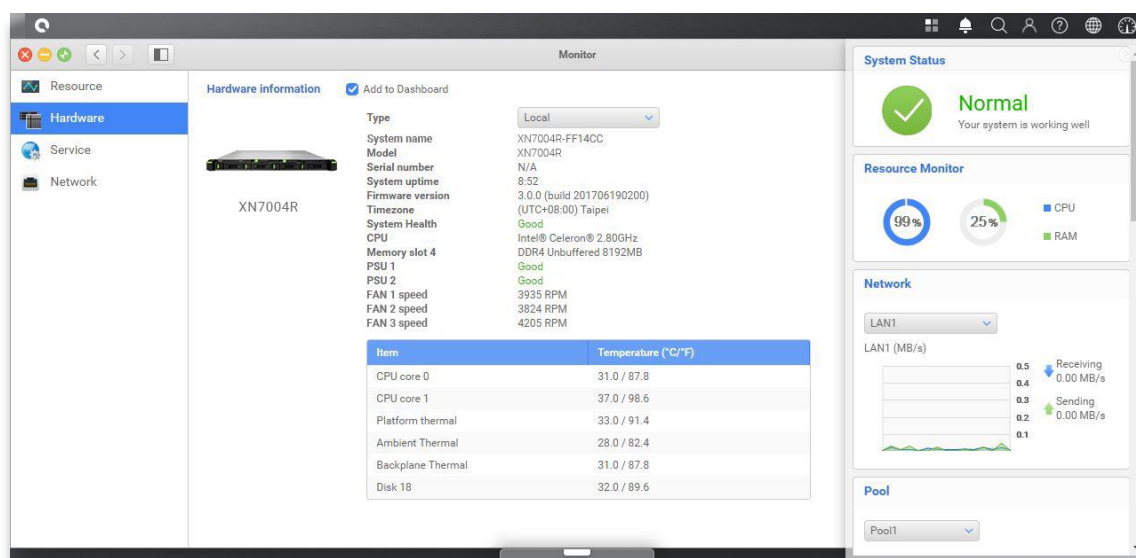 Monitor
Resource
Hardware
Service
Network
Hardware information
Add to Dashboard
XN7004R
Type Local
System name XN7004R-FF14CC
Model XN7004R
Serial number N/A
System uptime 8:52
Firmware version 3.0.0 (build 201706190200)
Timezone (UTC+08:00) Taipei
System Health Good
CPU Intel® Celeron® 2.80GHz
Memory slot 4 DDR4 Unbuffered 8192MB
PSU 1 Good
PSU 2 Good
FAN 1 speed 3935 RPM
FAN 2 speed 3824 RPM
FAN 3 speed 4205 RPM
Item Temperature (°C/°F)
CPU core 0 31.0 / 87.8
CPU core 1 37.0 / 98.6
Platform thermal 33.0 / 91.4
Ambient Thermal 28.0 / 82.4
Backplane Thermal 31.0 / 87.8
Disk 18 32.0 / 89.6
System Status
Normal
Your system is working well
Resource Monitor
99%
25%
CPU
RAM
Network
LAN1
LAN1 (MB/s)
0.5
0.4
0.3
0.2
0.1
Receiving
0.00 MB/s
Sending
0.00 MB/s
Pool
Pool1